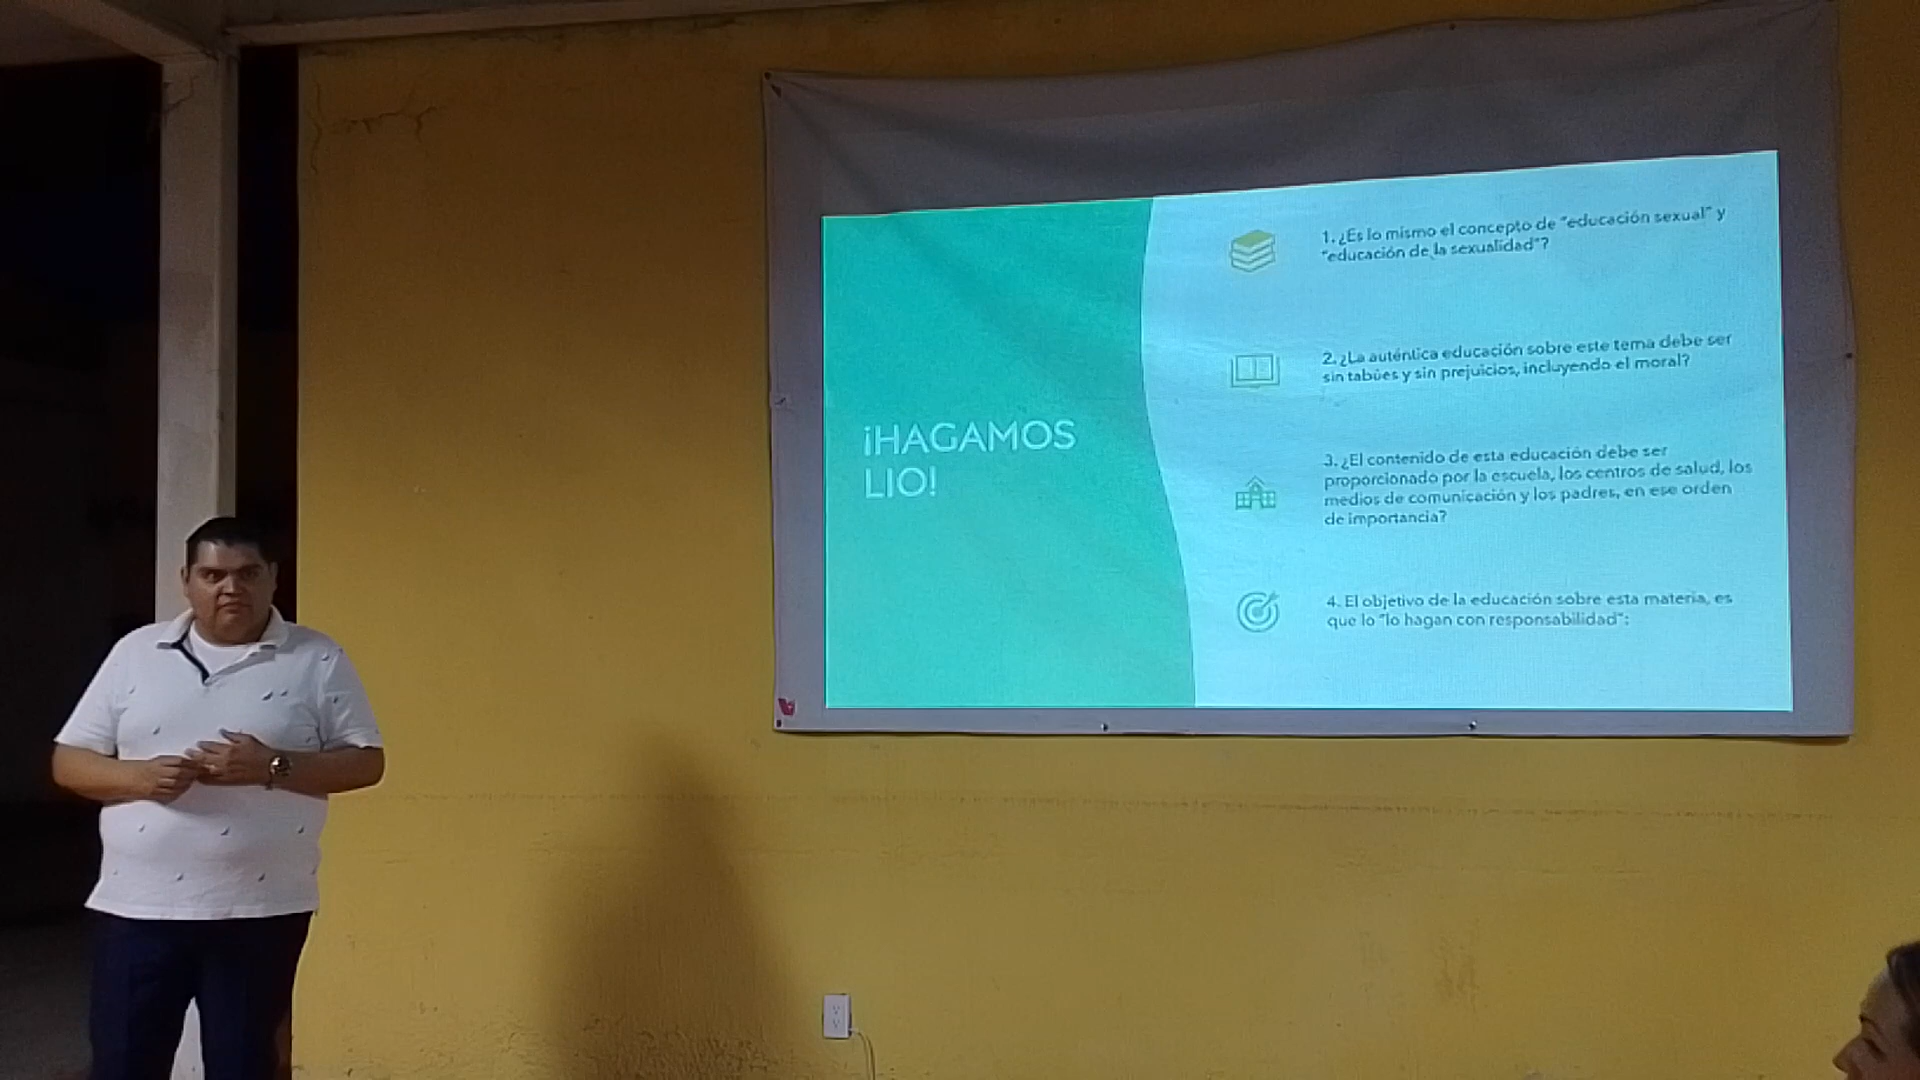 ¡HAGAMOS
LIO!
1. ¿Es lo mismo el concepto de "educación sexual" y
"educación de la sexualidad"?
2. ¿La auténtica educación sobre este tema debe ser
sin tabúes y sin prejuicios, incluyendo el moral?
3. ¿El contenido de esta educación debe ser
proporcionado por la escuela, los centros de salud, los
medios de comunicación y los padres, en ese orden
de importancia?
4. El objetivo de la educación sobre esta materia, es
que lo "lo hagan con responsabilidad":